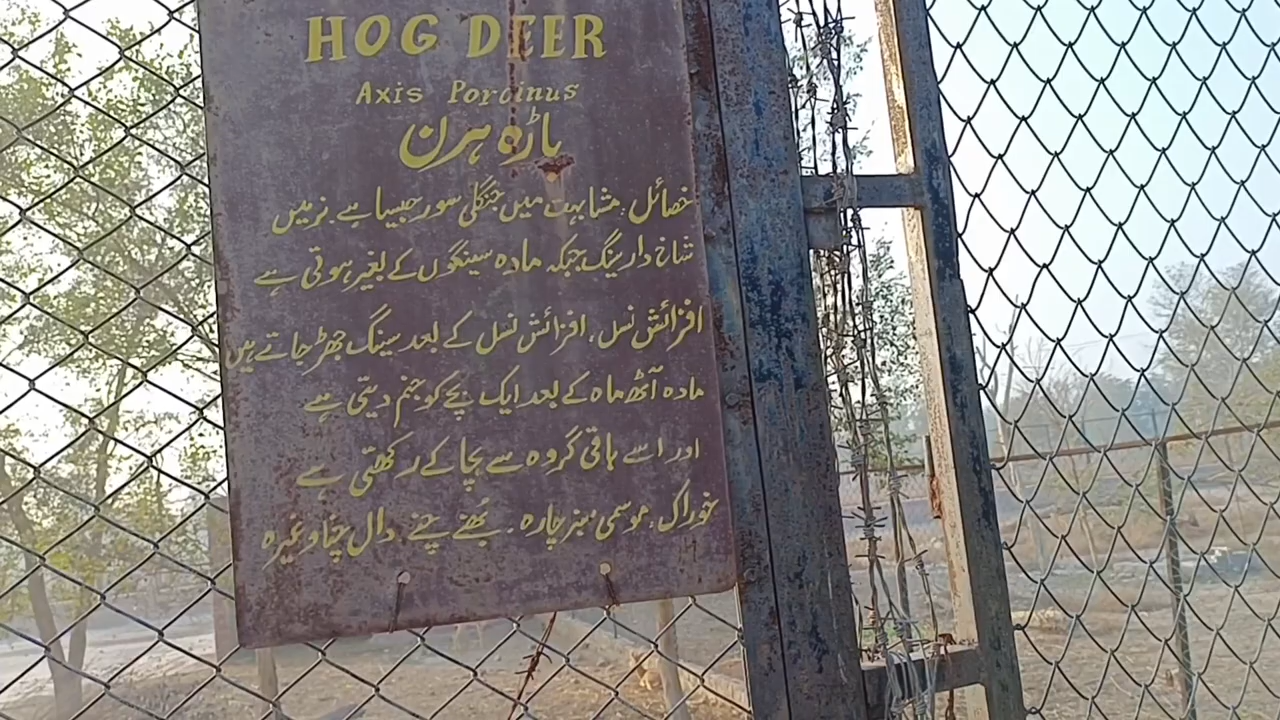 HOG DEER
Axis Porcinus
باڑہ ہرن
خصائل: مشابہت میں جنگلی سور جیسا ہے. نر میں
شاخ دار سینگ جبکہ مادہ سینگوں کے بغیر ہوتی ہے
افزائش نسل: افزائش نسل کے بعد سینگ جھڑ جاتے ہیں
مادہ آٹھ ماہ کے بعد ایک بچے کو جنم دیتی ہے
اور اسے باقی گروہ سے بچا کے رکھتی ہے
خوراک: موسمی سبز چارہ. بھنے چنے دال چنا وغیرہ